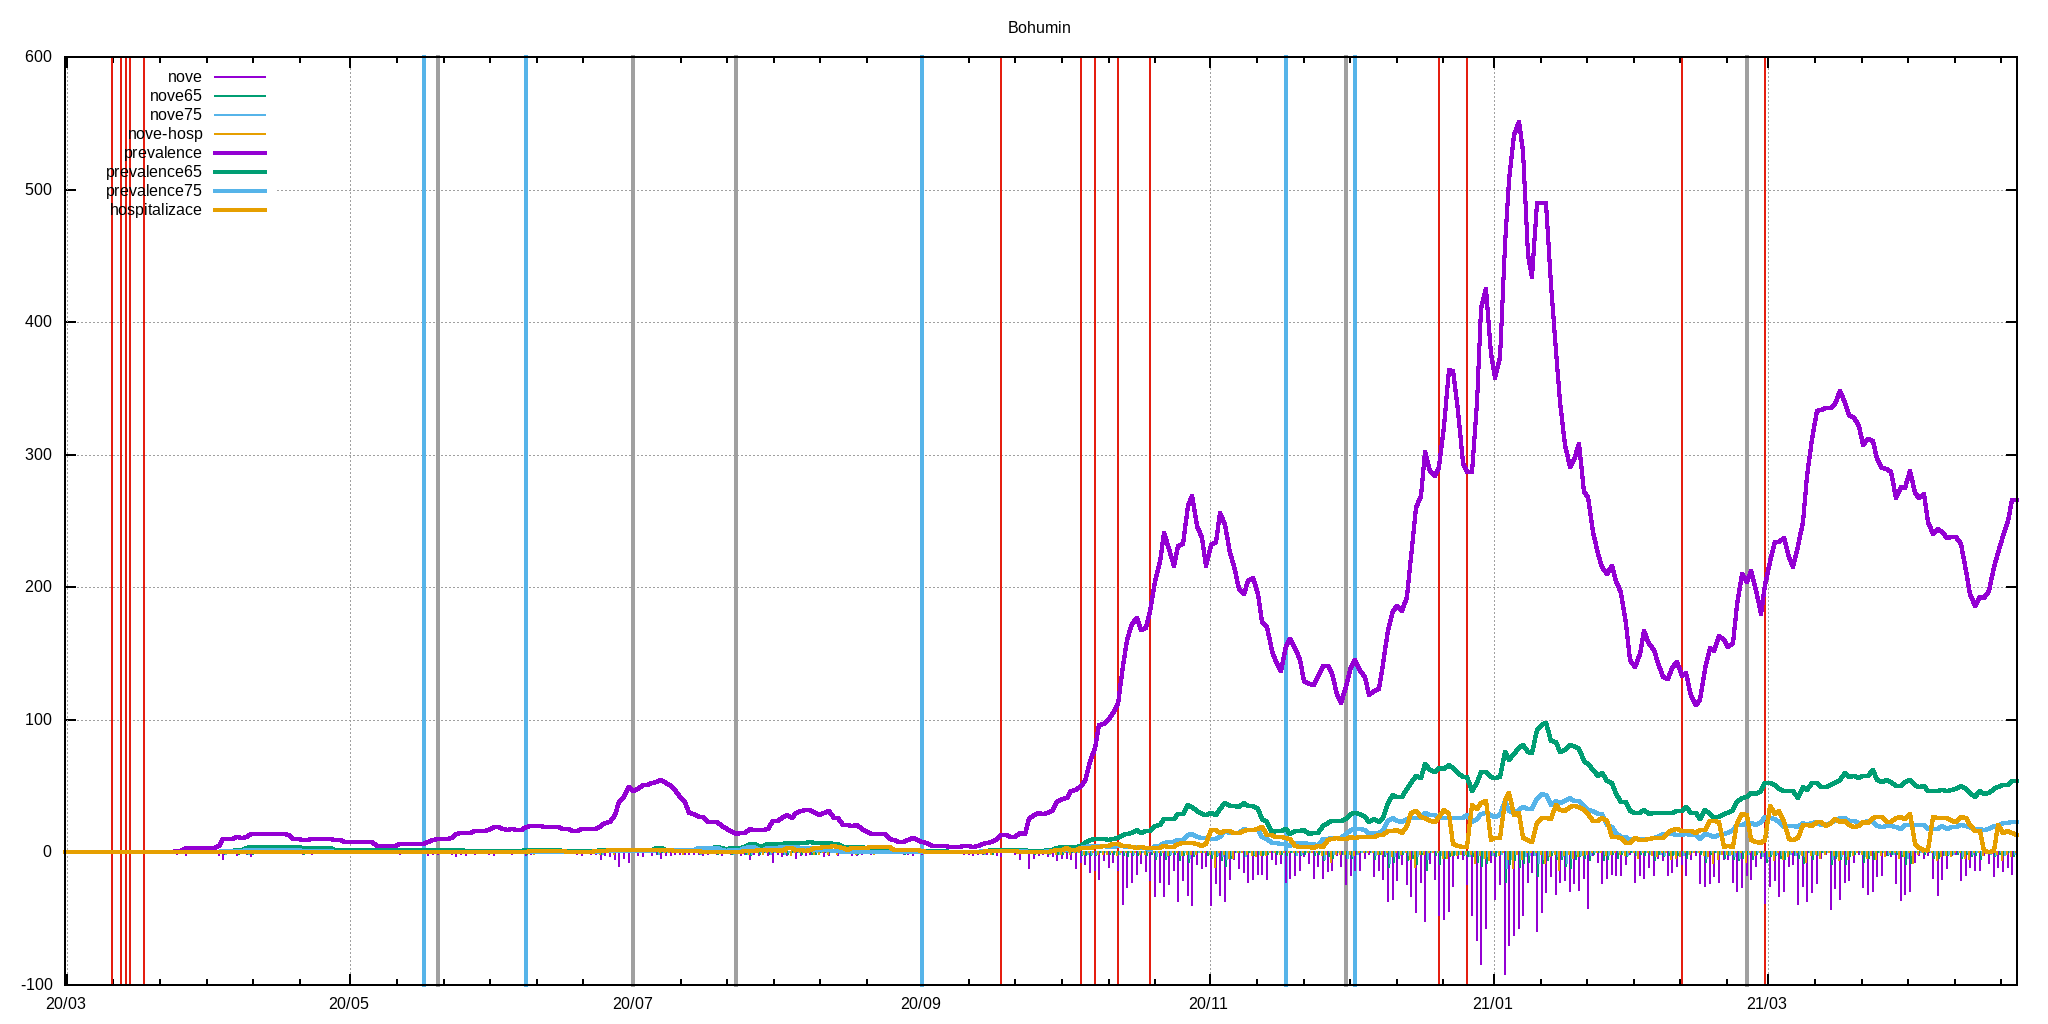 Bohumin
600
500
400
300
200
100
0
-100
nove
nove65
nove75
nove-hosp
prevalence
prevalence65
prevalence75
hospitalizace
20/03 20/05 20/07 20/09 20/11 21/01 21/03